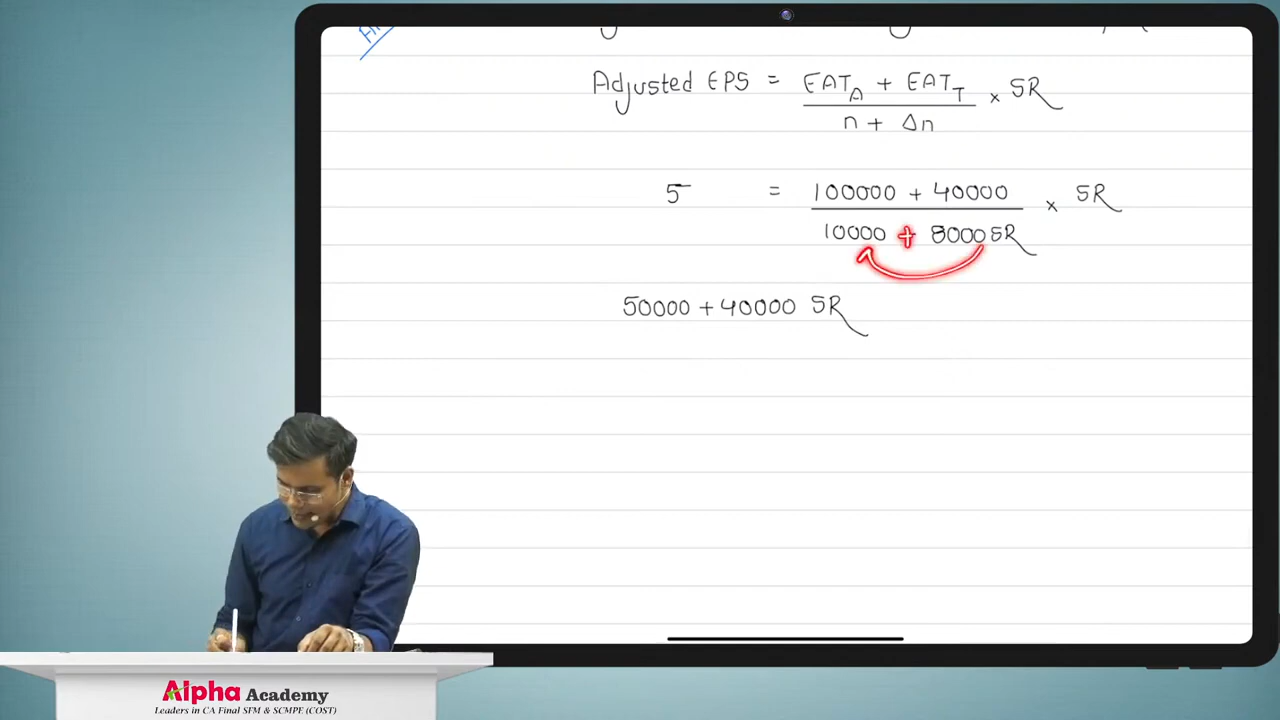 Adjusted EPS = EAT_A + EAT_T / n + Δn × SR
5 = 100000 + 40000 / 10000 + 8000 SR × SR
50000 + 40000 SR
Alpha Academy
Leaders in CA Final SFM & SCMPE (COST)